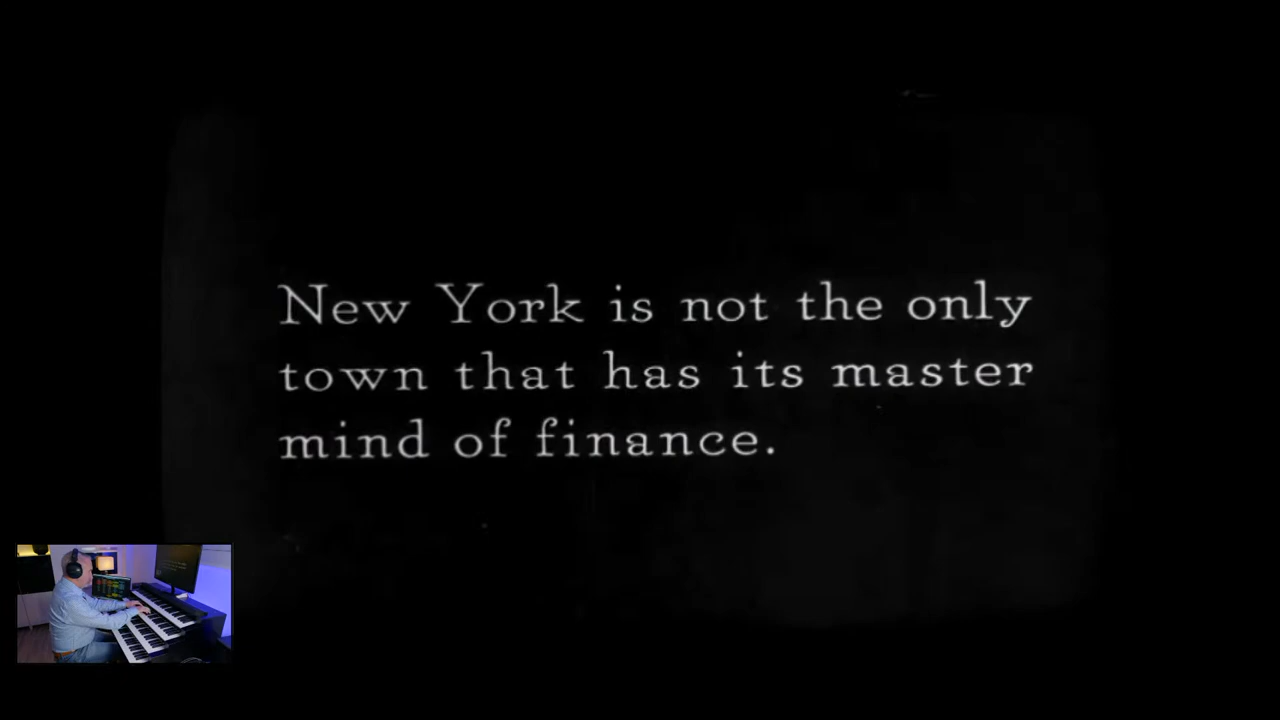 New York is not the only
town that has its master
mind of finance.